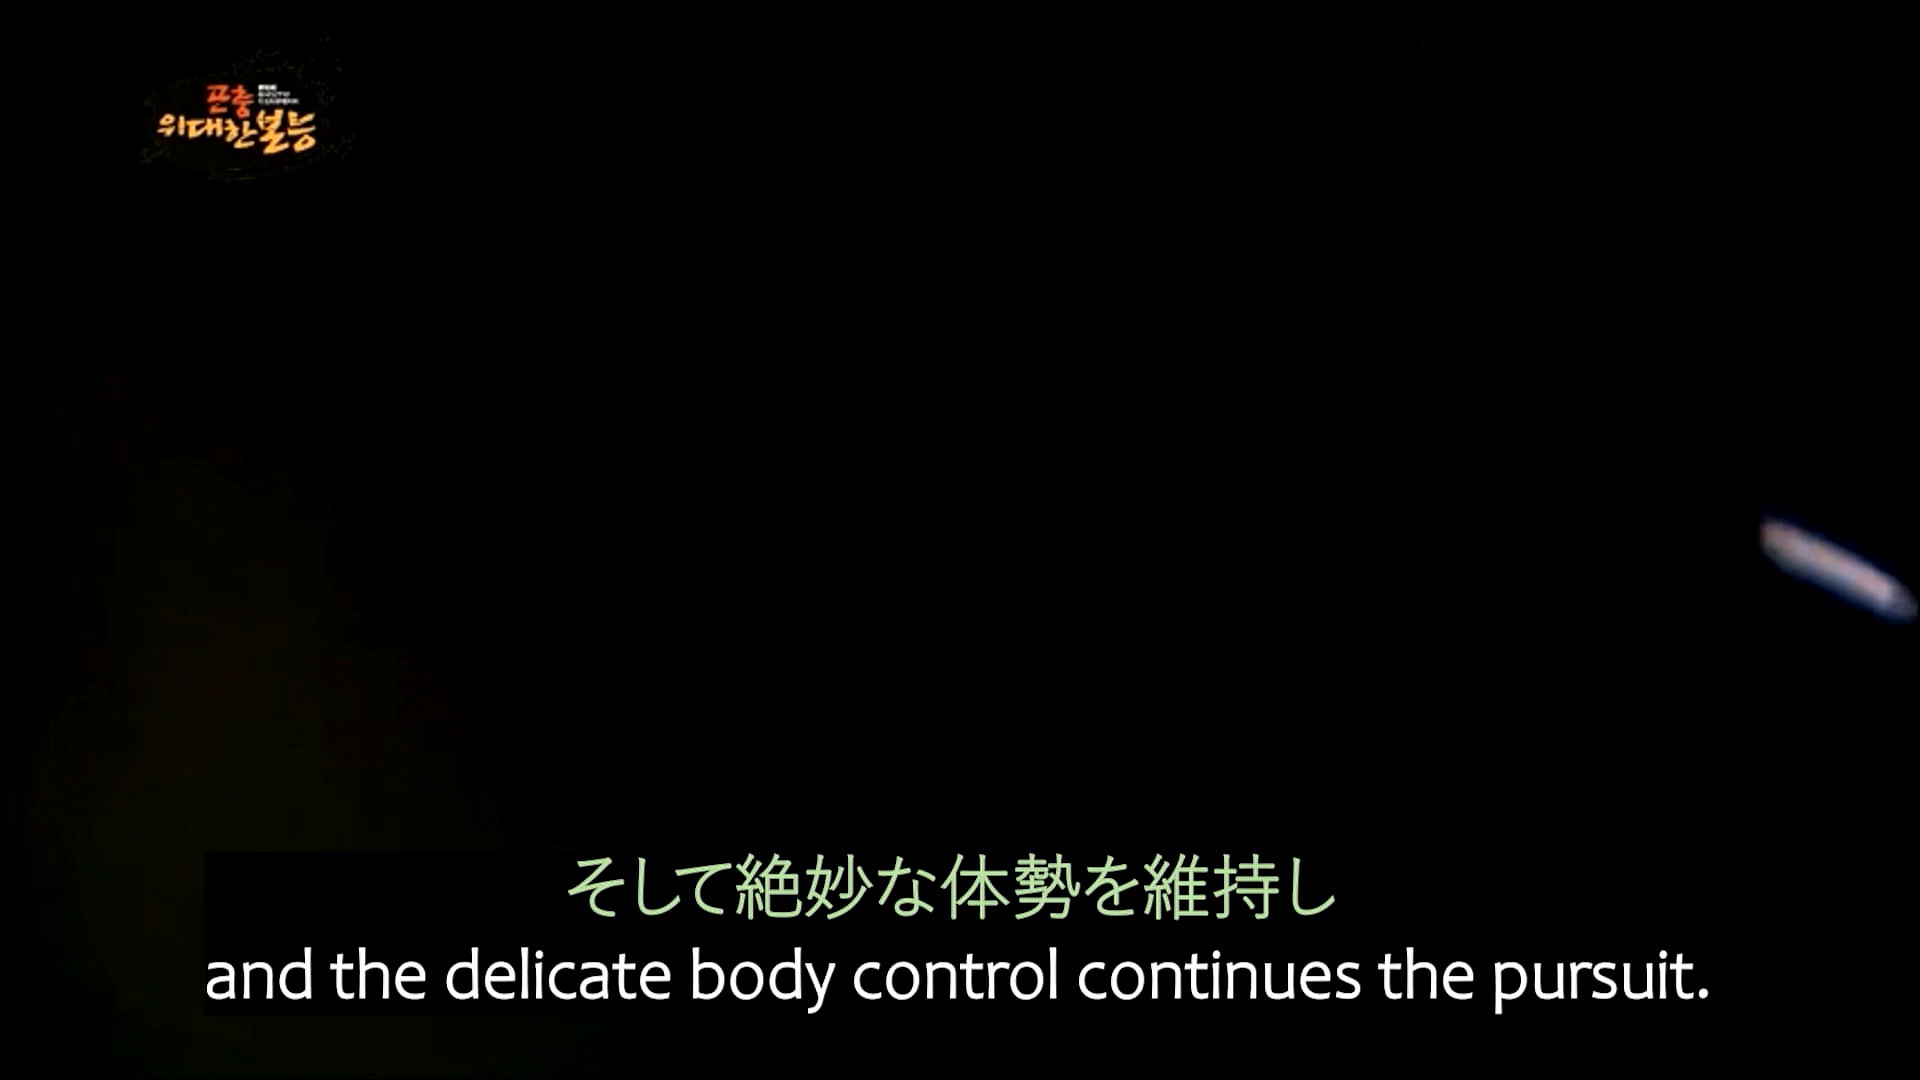 곤충
위대한본능
そして絶妙な体勢を維持し
and the delicate body control continues the pursuit.